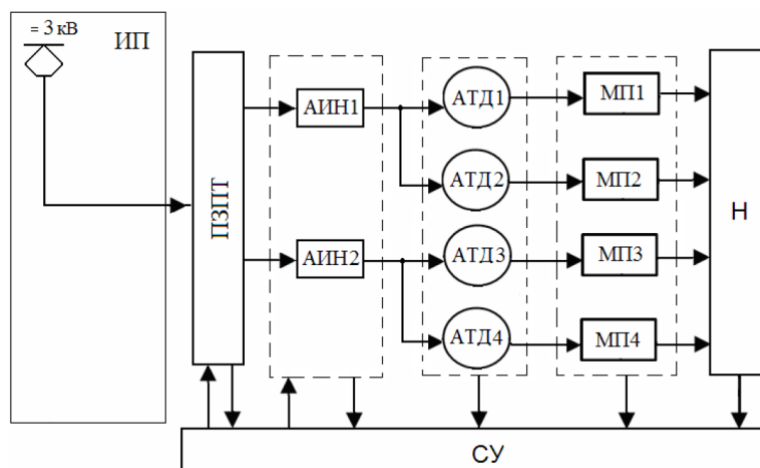 = 3 кВ
ИП
ПЗПТ
АИН1
АТД1
МП1
АТД2
МП2
Н
АИН2
АТД3
МП3
АТД4
МП4
СУ